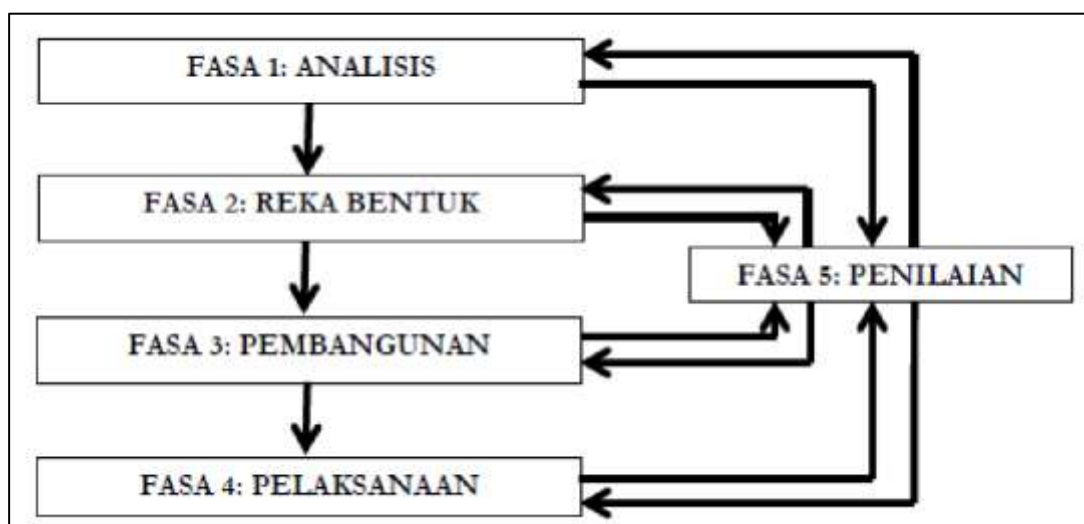 FASA 1: ANALISIS
FASA 2: REKA BENTUK
FASA 5: PENILAIAN
FASA 3: PEMBANGUNAN
FASA 4: PELAKSANAAN